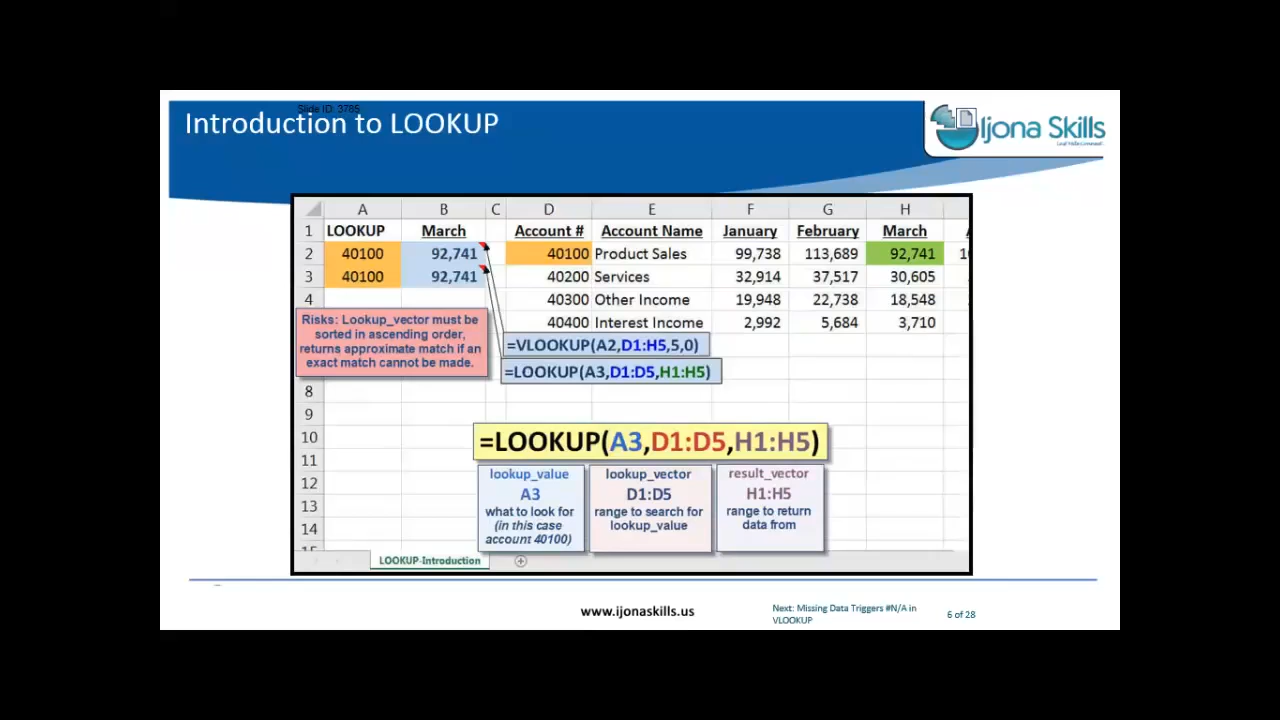 Slide ID: 3785
Introduction to LOOKUP
Ijona Skills
A B C D E F G H
1 LOOKUP March Account # Account Name January February March
2 40100 92,741 40100 Product Sales 99,738 113,689 92,741 10
3 40100 92,741 40200 Services 32,914 37,517 30,605
4 40300 Other Income 19,948 22,738 18,548
40400 Interest Income 2,992 5,684 3,710
Risks: Lookup_vector must be
sorted in ascending order,
returns approximate match if an
exact match cannot be made.
=VLOOKUP(A2,D1:H5,5,0)
=LOOKUP(A3,D1:D5,H1:H5)
8
9
10
11
12
13
14
15
=LOOKUP(A3,D1:D5,H1:H5)
lookup_value
A3
what to look for
(in this case
account 40100)
lookup_vector
D1:D5
range to search for
lookup_value
result_vector
H1:H5
range to return
data from
LOOKUP-Introduction
www.ijonaskills.us
Next: Missing Data Triggers #N/A in
VLOOKUP
6 of 28